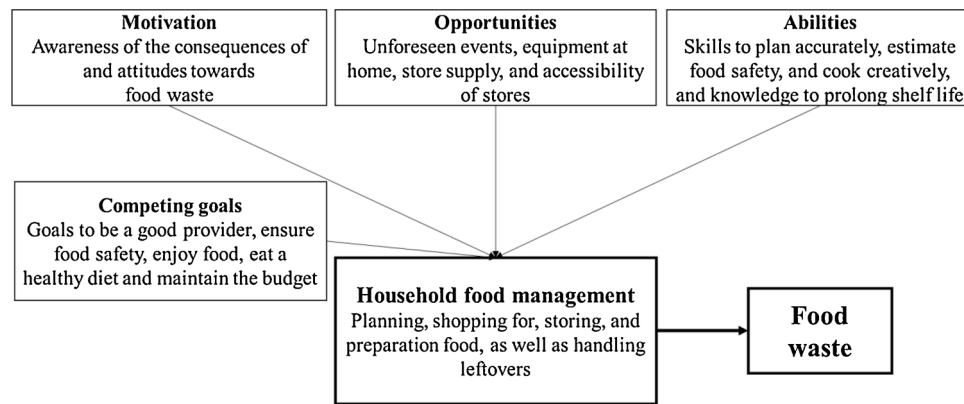 Motivation
Awareness of the consequences of
and attitudes towards
food waste
Opportunities
Unforeseen events, equipment at
home, store supply, and accessibility
of stores
Abilities
Skills to plan accurately, estimate
food safety, and cook creatively,
and knowledge to prolong shelf life
Competing goals
Goals to be a good provider, ensure
food safety, enjoy food, eat a
healthy diet and maintain the budget
Household food management
Planning, shopping for, storing, and
preparation food, as well as handling
leftovers
Food
waste